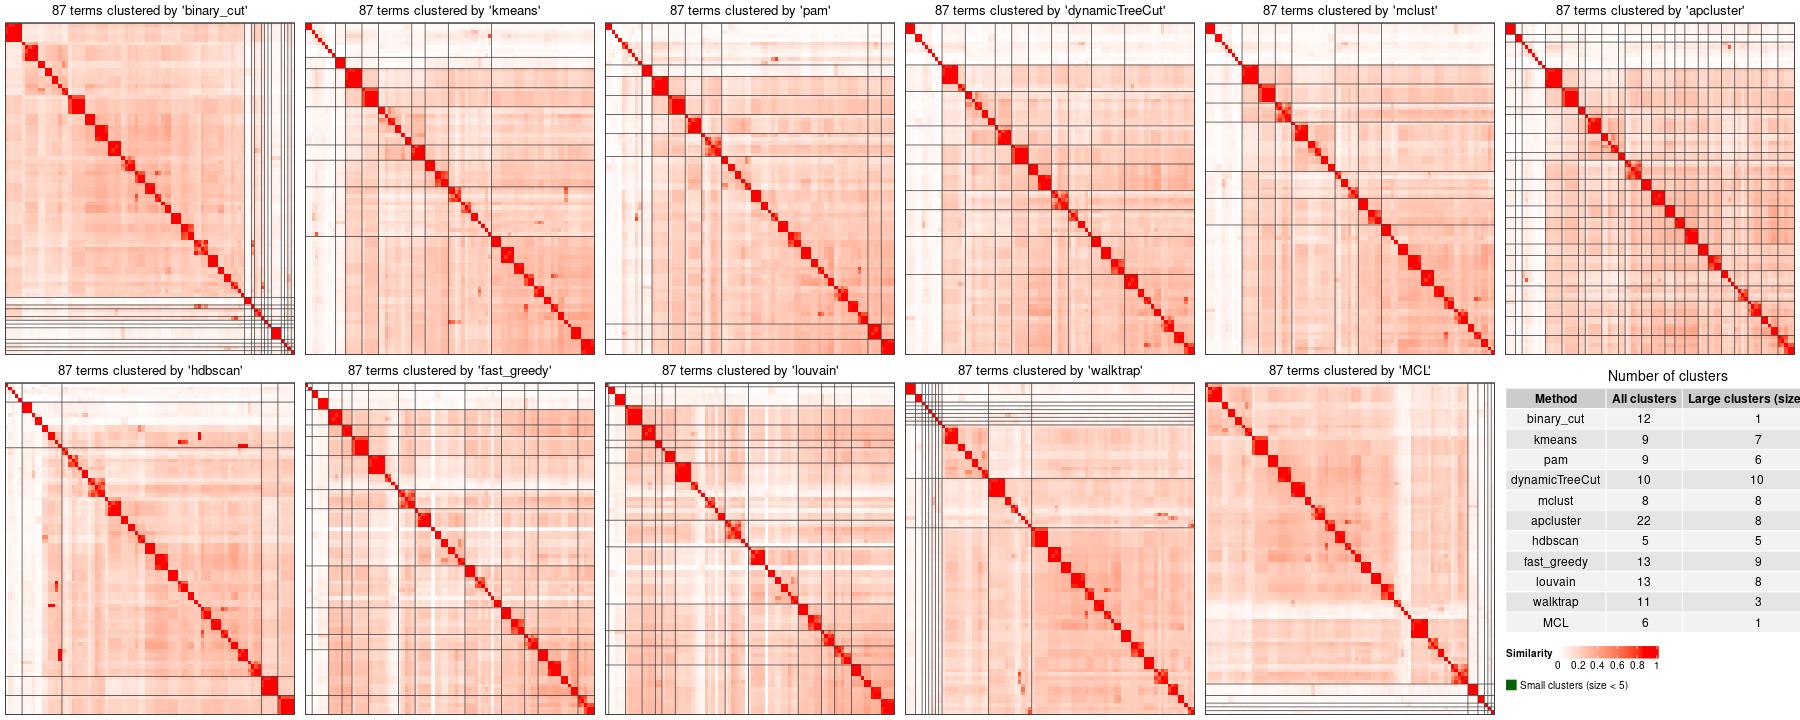 87 terms clustered by 'binary_cut'
87 terms clustered by 'kmeans'
87 terms clustered by 'pam'
87 terms clustered by 'dynamicTreeCut'
87 terms clustered by 'mclust'
87 terms clustered by 'apcluster'
87 terms clustered by 'hdbscan'
87 terms clustered by 'fast_greedy'
87 terms clustered by 'louvain'
87 terms clustered by 'walktrap'
87 terms clustered by 'MCL'
Number of clusters
Method All clusters Large clusters (size
binary_cut 12 1
kmeans 9 7
pam 9 6
dynamicTreeCut 10 10
mclust 8 8
apcluster 22 8
hdbscan 5 5
fast_greedy 13 9
louvain 13 8
walktrap 11 3
MCL 6 1
Similarity
0 0.2 0.4 0.6 0.8 1
Small clusters (size < 5)